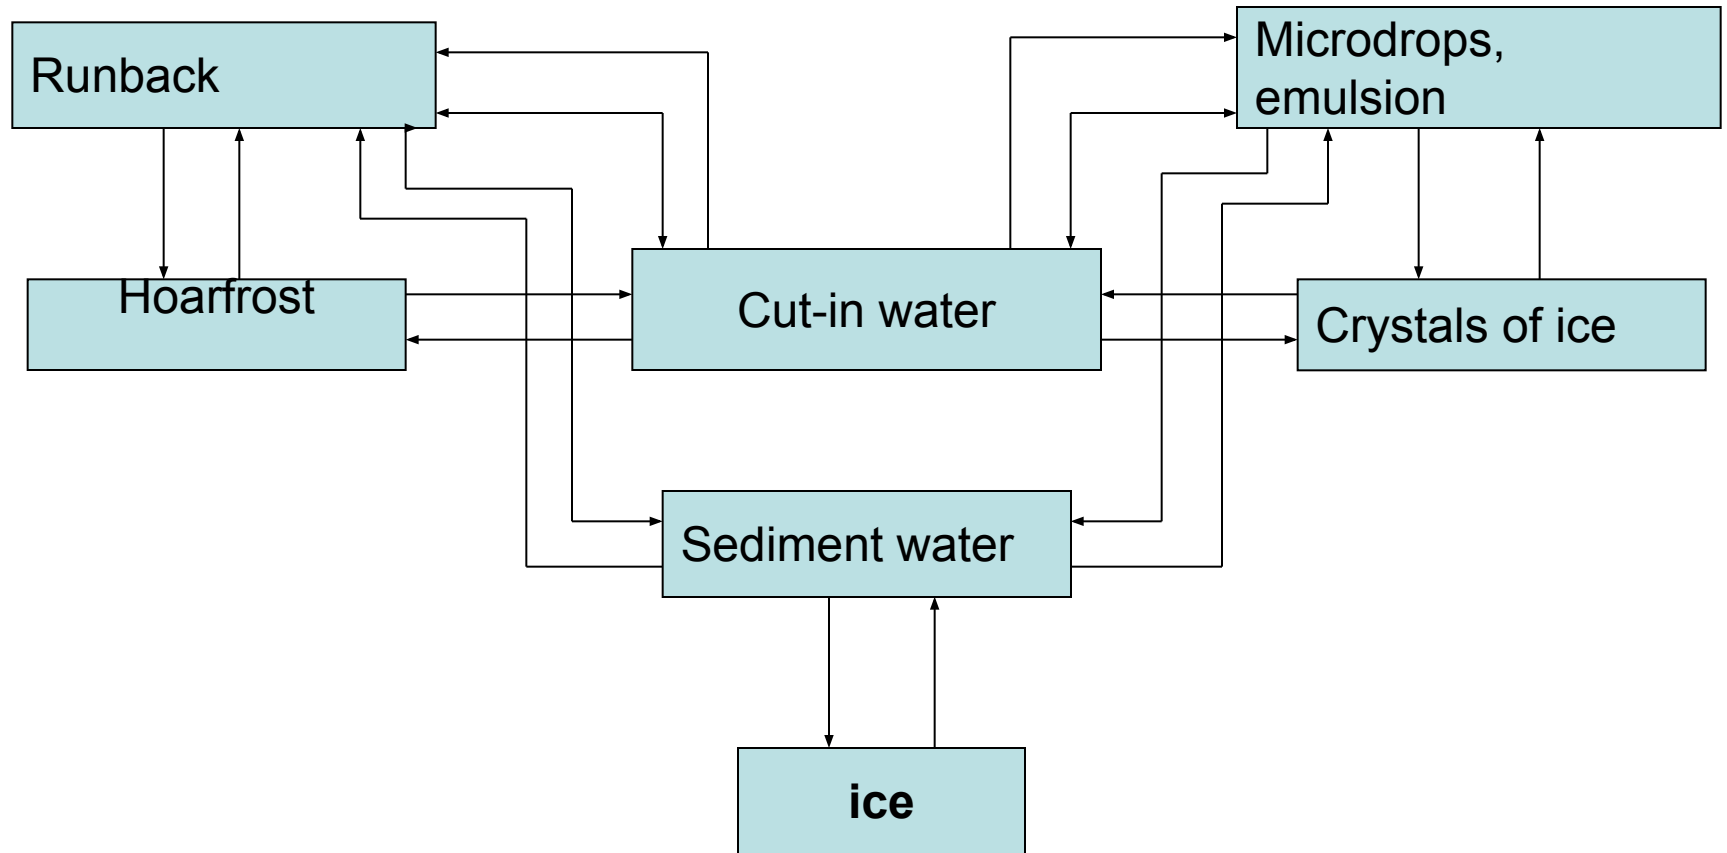 Runback
Microdrops,
emulsion
Hoarfrost
Cut-in water
Crystals of ice
Sediment water
ice